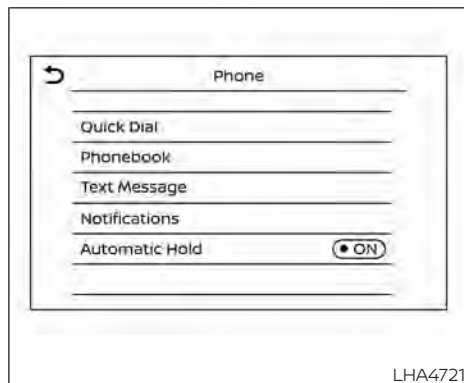 Phone
Quick Dial
Phonebook
Text Message
Notifications
Automatic Hold ON
LHA4721